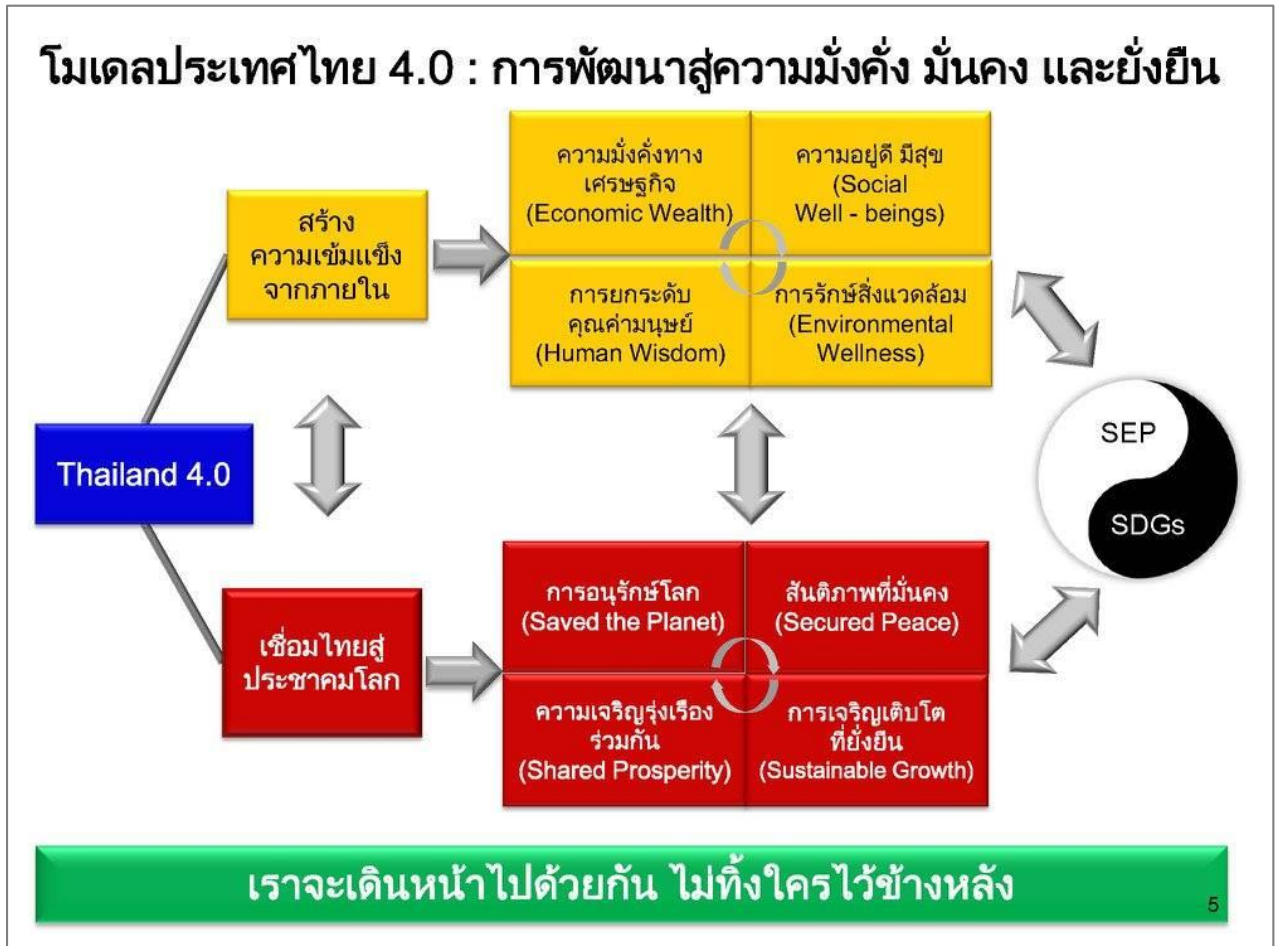 โมเดลประเทศไทย 4.0 : การพัฒนาสู่ความมั่งคั่ง มั่นคง และยั่งยืน
สร้าง
ความเข้มแข็ง
จากภายใน
ความมั่งคั่งทาง
เศรษฐกิจ
(Economic Wealth)
ความอยู่ดี มีสุข
(Social
Well - beings)
การยกระดับ
คุณค่ามนุษย์
(Human Wisdom)
การรักษ์สิ่งแวดล้อม
(Environmental
Wellness)
Thailand 4.0
SEP
SDGs
เชื่อมไทยสู่
ประชาคมโลก
การอนุรักษ์โลก
(Saved the Planet)
สันติภาพที่มั่นคง
(Secured Peace)
ความเจริญรุ่งเรือง
ร่วมกัน
(Shared Prosperity)
การเจริญเติบโต
ที่ยั่งยืน
(Sustainable Growth)
เราจะเดินหน้าไปด้วยกัน ไม่ทิ้งใครไว้ข้างหลัง
5